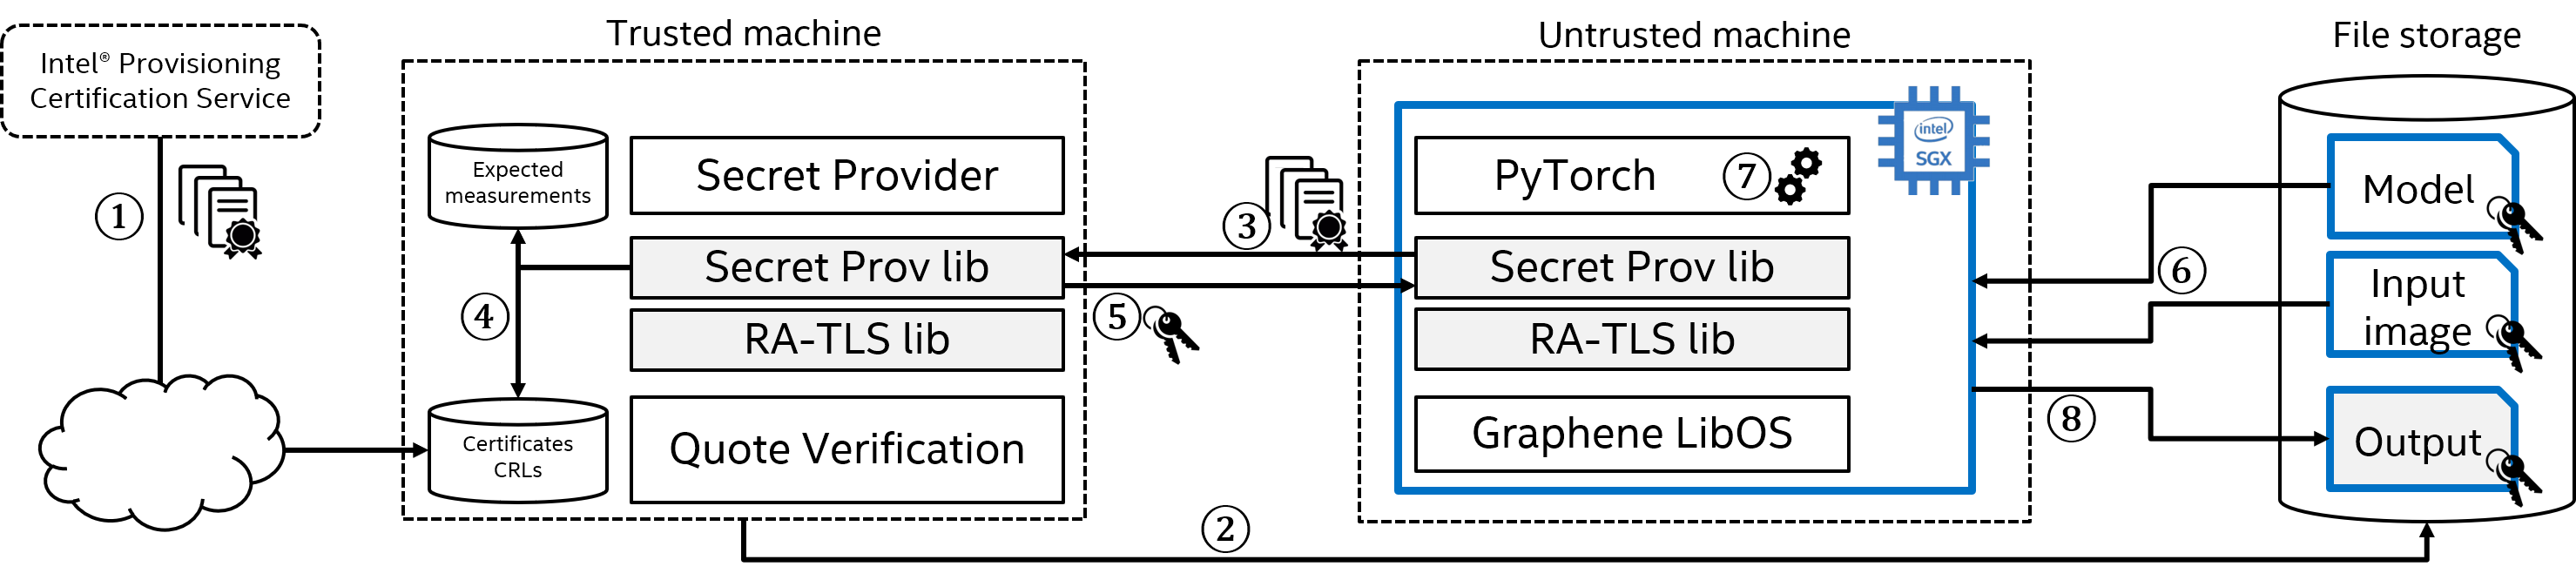 Intel® Provisioning
Certification Service
①
Trusted machine
Expected
measurements
Secret Provider
Secret Prov lib
④
RA-TLS lib
Certificates
CRLs
Quote Verification
②
③
⑤
Untrusted machine
intel
SGX
PyTorch
⑦
Secret Prov lib
RA-TLS lib
Graphene LibOS
⑥
⑧
File storage
Model
Input
image
Output